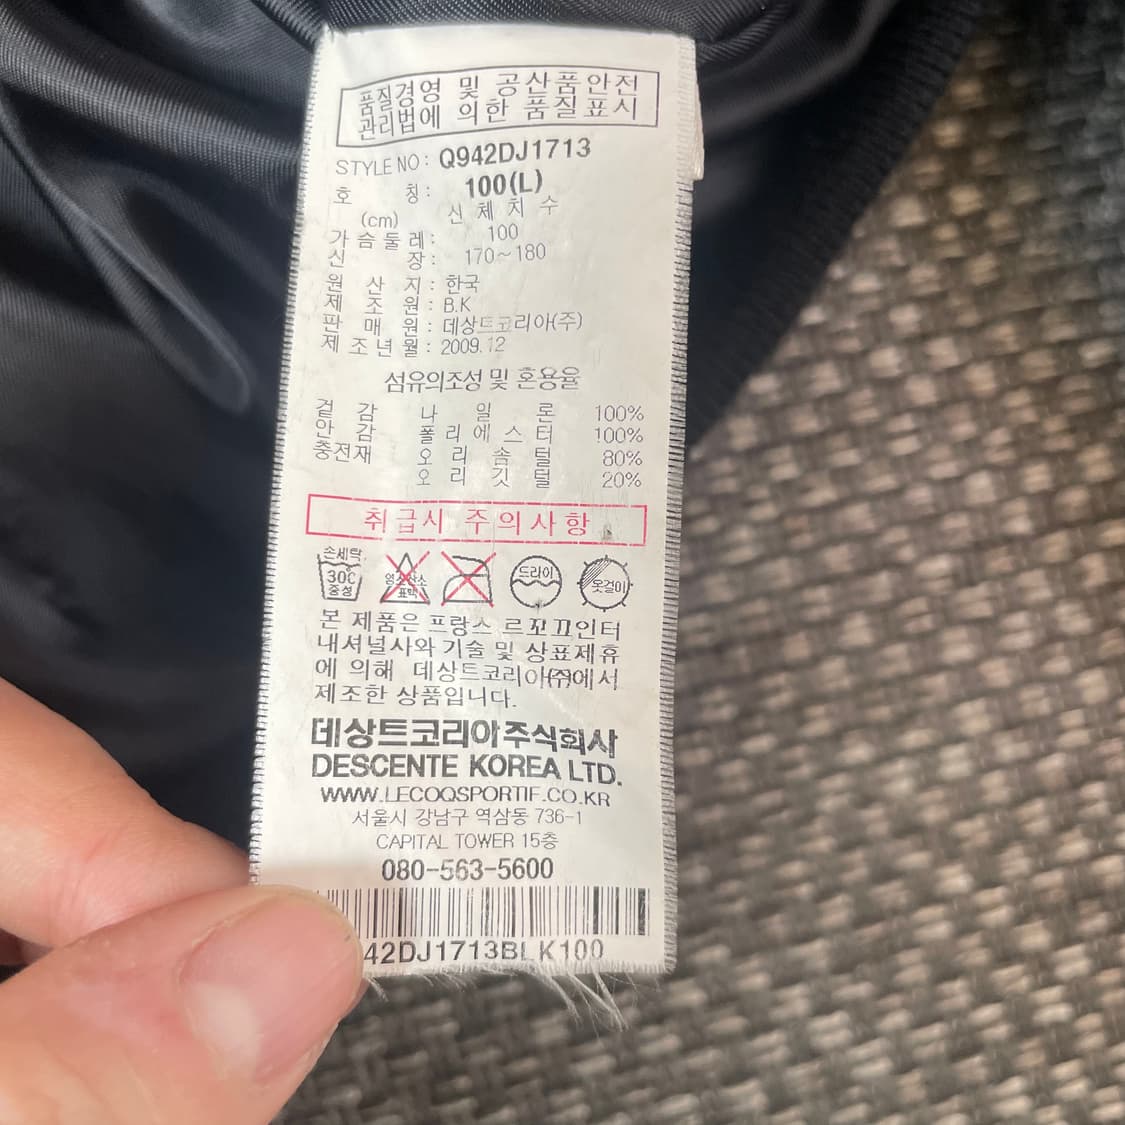 품질경영 및 공산품안전
관리법에 의한 품질표시
STYLE NO : Q942DJ1713
호 칭 : 100(L)
(cm) 신 체 치 수
가 슴 둘 레 : 100
신 장 : 170~180
원 산 지 : 한국
제 조 원 : B.K
판 매 원 : 데상트코리아(주)
제 조 년 월 : 2009.12
섬유의조성 및 혼용율
겉 감 나 일 론 100%
안 감 폴 리 에 스 터 100%
충전재 오 리 솜 털 80%
오 리 깃 털 20%
취 급 시 주 의 사 항
손세탁
30℃
중성
염소산소
표백
드라이
옷걸이
본 제품은 프랑스 르꼬끄인터
내셔널사와 기술 및 상표제휴
에 의해 데상트코리아㈜에서
제조한 상품입니다.
데상트코리아주식회사
DESCENTE KOREA LTD.
WWW.LECOQSPORTIF.CO.KR
서울시 강남구 역삼동 736-1
CAPITAL TOWER 15층
080-563-5600
42DJ1713BLK100